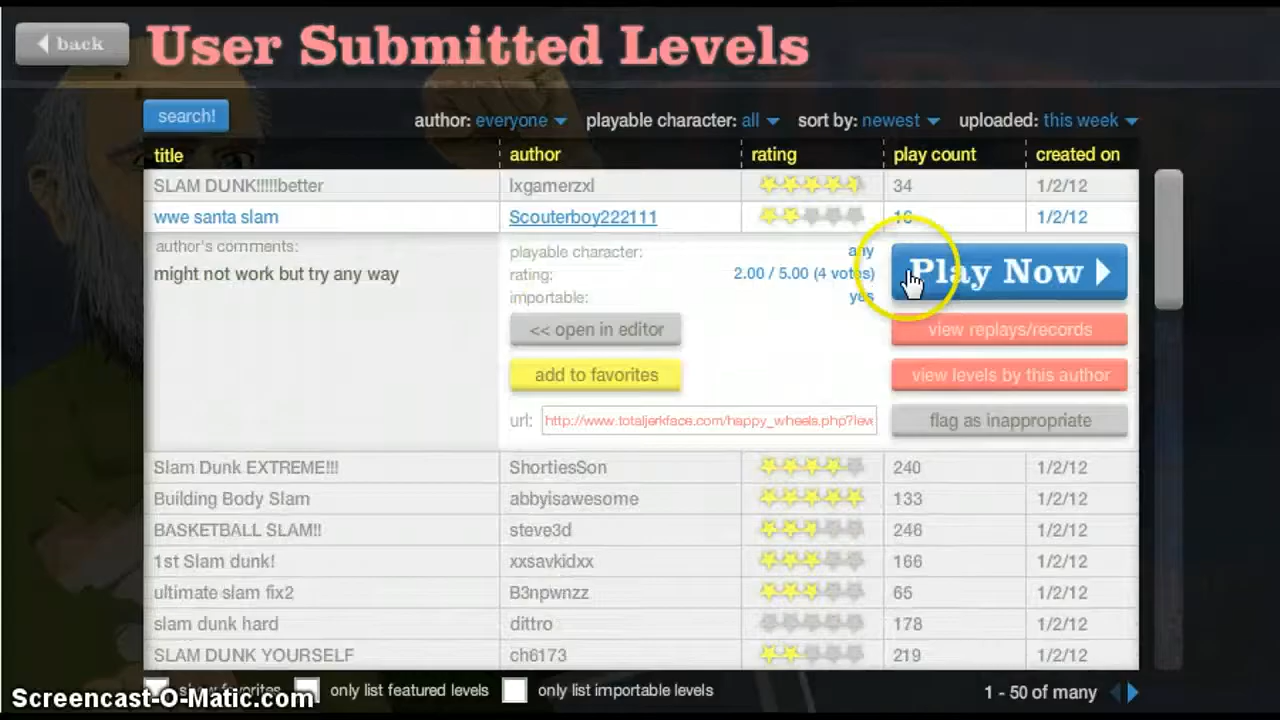 back
User Submitted Levels
search!
author: everyone playable character: all sort by: newest uploaded: this week
title author rating play count created on
SLAM DUNK!!!!!better lxgamerzxl 34 1/2/12
wwe santa slam Scouterboy222111 16 1/2/12
author's comments:
might not work but try any way
playable character: any
rating: 2.00 / 5.00 (4 votes)
importable: yes
Play Now
<< open in editor
view replays/records
add to favorites
view levels by this author
url: http://www.totaljerkface.com/happy_wheels.php?lev
flag as inappropriate
Slam Dunk EXTREME!!! ShortiesSon 240 1/2/12
Building Body Slam abbyisawesome 133 1/2/12
BASKETBALL SLAM!! steve3d 246 1/2/12
1st Slam dunk! xxsavkidxx 166 1/2/12
ultimate slam fix2 B3npwnzz 65 1/2/12
slam dunk hard dittro 178 1/2/12
SLAM DUNK YOURSELF ch6173 219 1/2/12
favorites only list featured levels only list importable levels 1 - 50 of many
Screencast-O-Matic.com